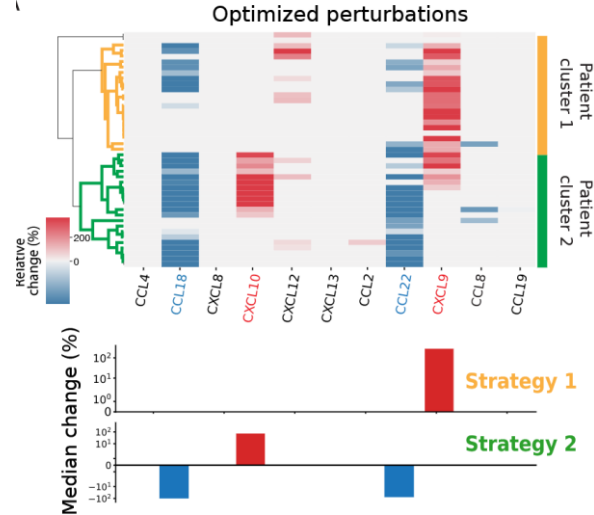 Optimized perturbations
Patient
cluster 1
Patient
cluster 2
Relative
change (%)
200
0
CCL4
CCL18
CXCL8
CXCL10
CXCL12
CXCL13
CCL2
CCL22
CXCL9
CCL8
CCL19
Median change (%)
10²
10¹
10⁰
0
Strategy 1
10²
10¹
0
−10¹
−10²
Strategy 2